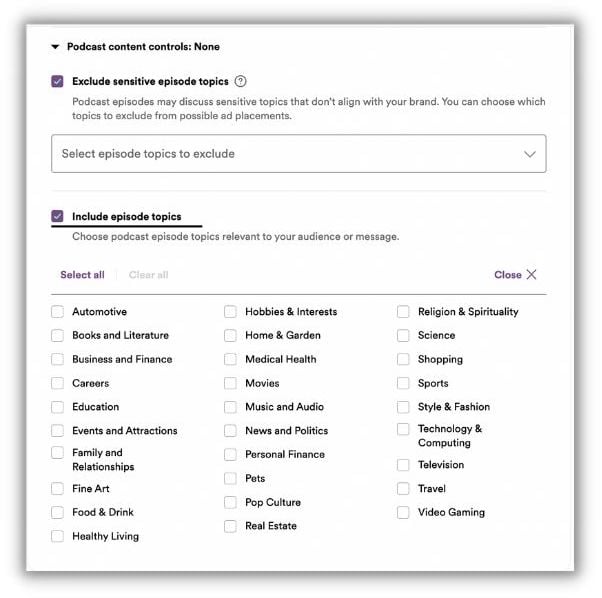 Podcast content controls: None
Exclude sensitive episode topics ?
Podcast episodes may discuss sensitive topics that don't align with your brand. You can choose which
topics to exclude from possible ad placements.
Select episode topics to exclude
Include episode topics
Choose podcast episode topics relevant to your audience or message.
Select all
Clear all
Close
Automotive
Books and Literature
Business and Finance
Careers
Education
Events and Attractions
Family and
Relationships
Fine Art
Food & Drink
Healthy Living
Hobbies & Interests
Home & Garden
Medical Health
Movies
Music and Audio
News and Politics
Personal Finance
Pets
Pop Culture
Real Estate
Religion & Spirituality
Science
Shopping
Sports
Style & Fashion
Technology &
Computing
Television
Travel
Video Gaming